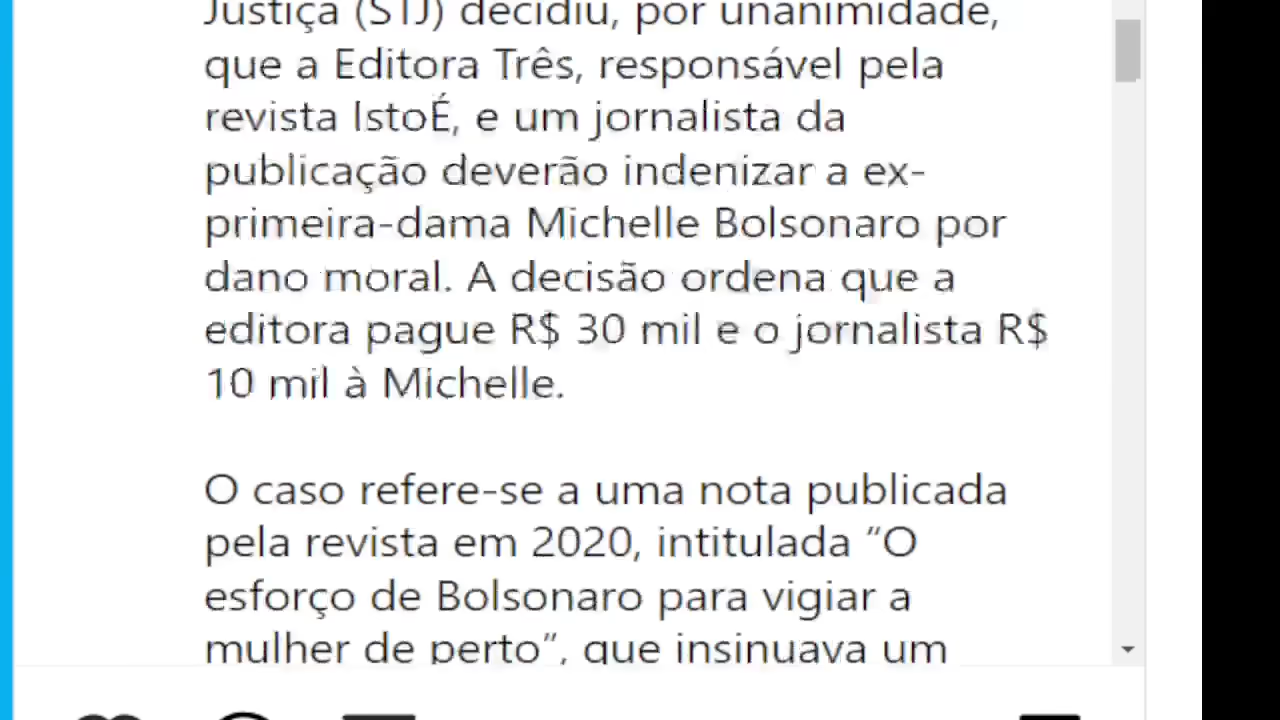 Justiça (STJ) decidiu, por unanimidade,
que a Editora Três, responsável pela
revista IstoÉ, e um jornalista da
publicação deverão indenizar a ex-
primeira-dama Michelle Bolsonaro por
dano moral. A decisão ordena que a
editora pague R$ 30 mil e o jornalista R$
10 mil à Michelle.
O caso refere-se a uma nota publicada
pela revista em 2020, intitulada “O
esforço de Bolsonaro para vigiar a
mulher de perto”, que insinuava um